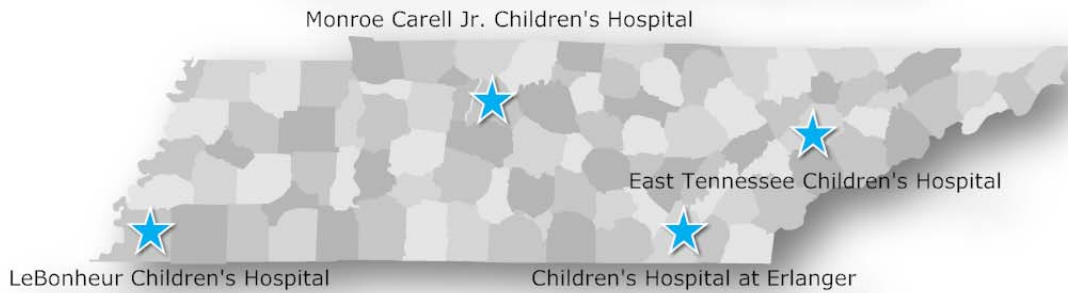 Monroe Carell Jr. Children's Hospital
East Tennessee Children's Hospital
LeBonheur Children's Hospital
Children's Hospital at Erlanger